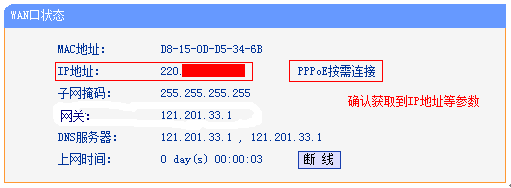 WAN口状态
MAC地址: D8-15-0D-D5-34-6B
IP地址: 220. PPPoE按需连接
子网掩码: 255.255.255.255
确认获取到IP地址等参数
网关: 121.201.33.1
DNS服务器: 121.201.33.1 , 121.201.33.1
上网时间: 0 day(s) 00:00:03 断 线